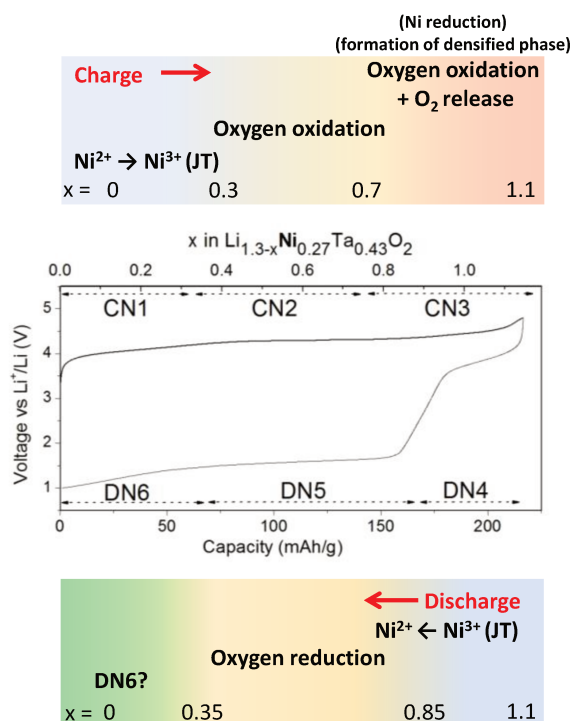 (Ni reduction)
(formation of densified phase)
Charge
Oxygen oxidation
+ O₂ release
Oxygen oxidation
Ni²⁺ → Ni³⁺ (JT)
x = 0 0.3 0.7 1.1
x in Li₁.₃₋ₓNi₀.₂₇Ta₀.₄₃O₂
0.0 0.2 0.4 0.6 0.8 1.0
CN1 CN2 CN3
5
4
3
2
1
Voltage vs Li⁺/Li (V)
DN6 DN5 DN4
0 50 100 150 200
Capacity (mAh/g)
Discharge
Ni²⁺ ← Ni³⁺ (JT)
Oxygen reduction
DN6?
x = 0 0.35 0.85 1.1